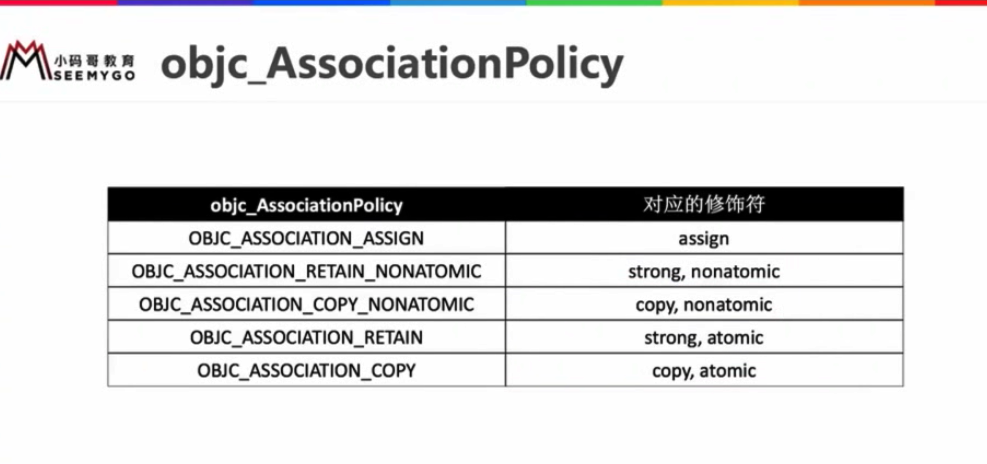 小码哥教育
SEEMYGO
objc_AssociationPolicy
objc_AssociationPolicy 对应的修饰符
OBJC_ASSOCIATION_ASSIGN assign
OBJC_ASSOCIATION_RETAIN_NONATOMIC strong, nonatomic
OBJC_ASSOCIATION_COPY_NONATOMIC copy, nonatomic
OBJC_ASSOCIATION_RETAIN strong, atomic
OBJC_ASSOCIATION_COPY copy, atomic